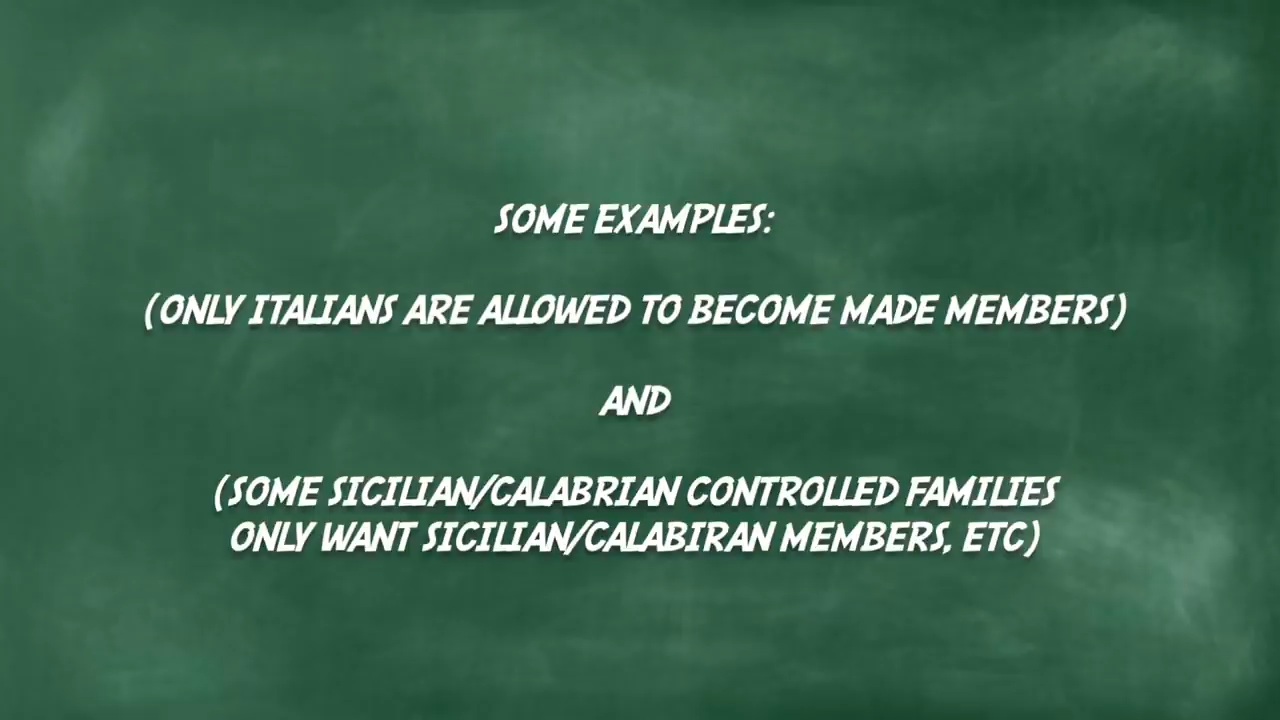 SOME EXAMPLES:
(ONLY ITALIANS ARE ALLOWED TO BECOME MADE MEMBERS)
AND
(SOME SICILIAN/CALABRIAN CONTROLLED FAMILIES
ONLY WANT SICILIAN/CALABIRAN MEMBERS, ETC)